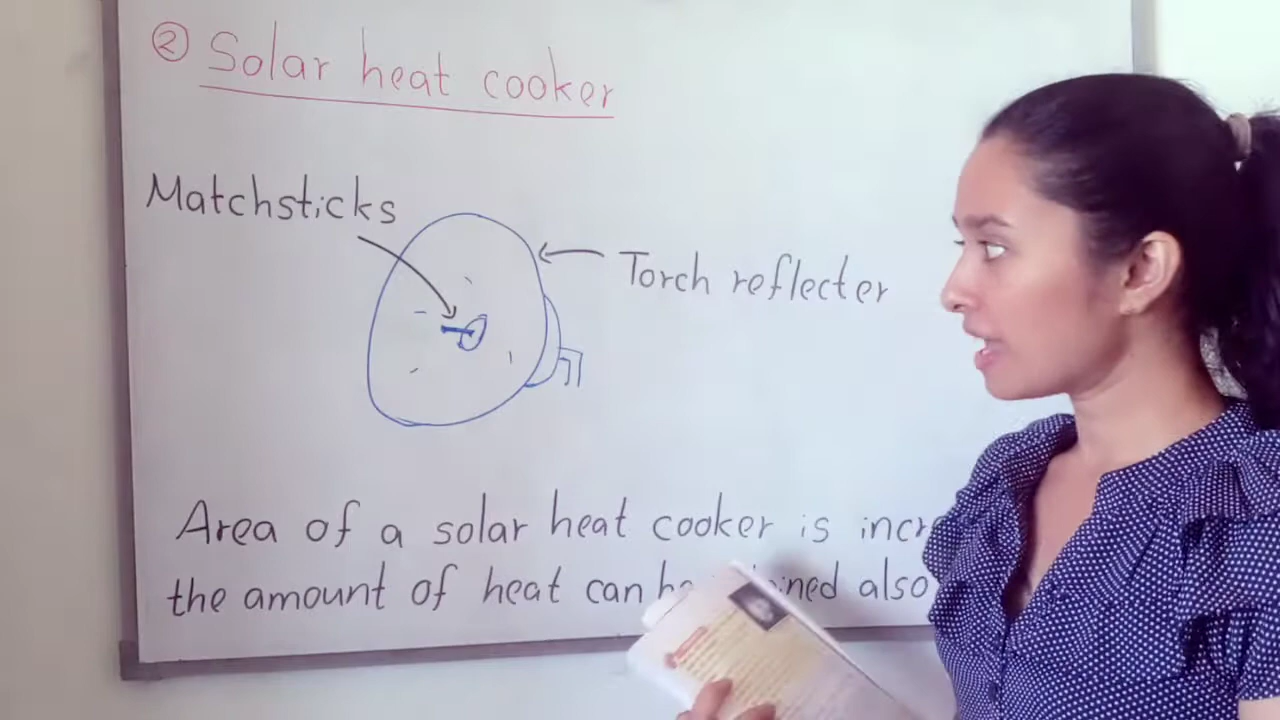 ② Solar heat cooker
Matchsticks
Torch reflecter
Area of a solar heat cooker is incr
the amount of heat can be ined also